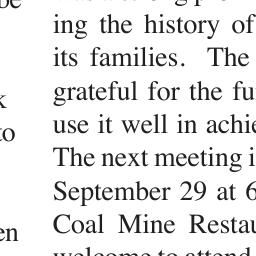 to
en
ing the history of
its families. The
grateful for the fu
use it well in achie
The next meeting i
September 29 at 6
Coal Mine Restau
welcome to attend